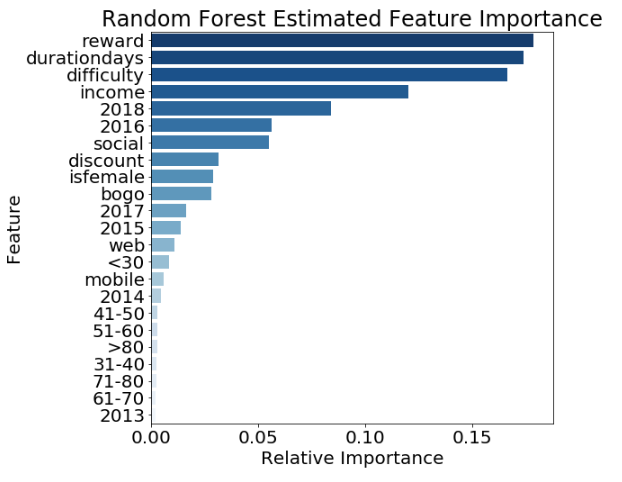 Random Forest Estimated Feature Importance
reward
durationdays
difficulty
income
2018
2016
social
discount
isfemale
bogo
2017
2015
web
<30
mobile
2014
41-50
51-60
>80
31-40
71-80
61-70
2013
Feature
0.00 0.05 0.10 0.15
Relative Importance